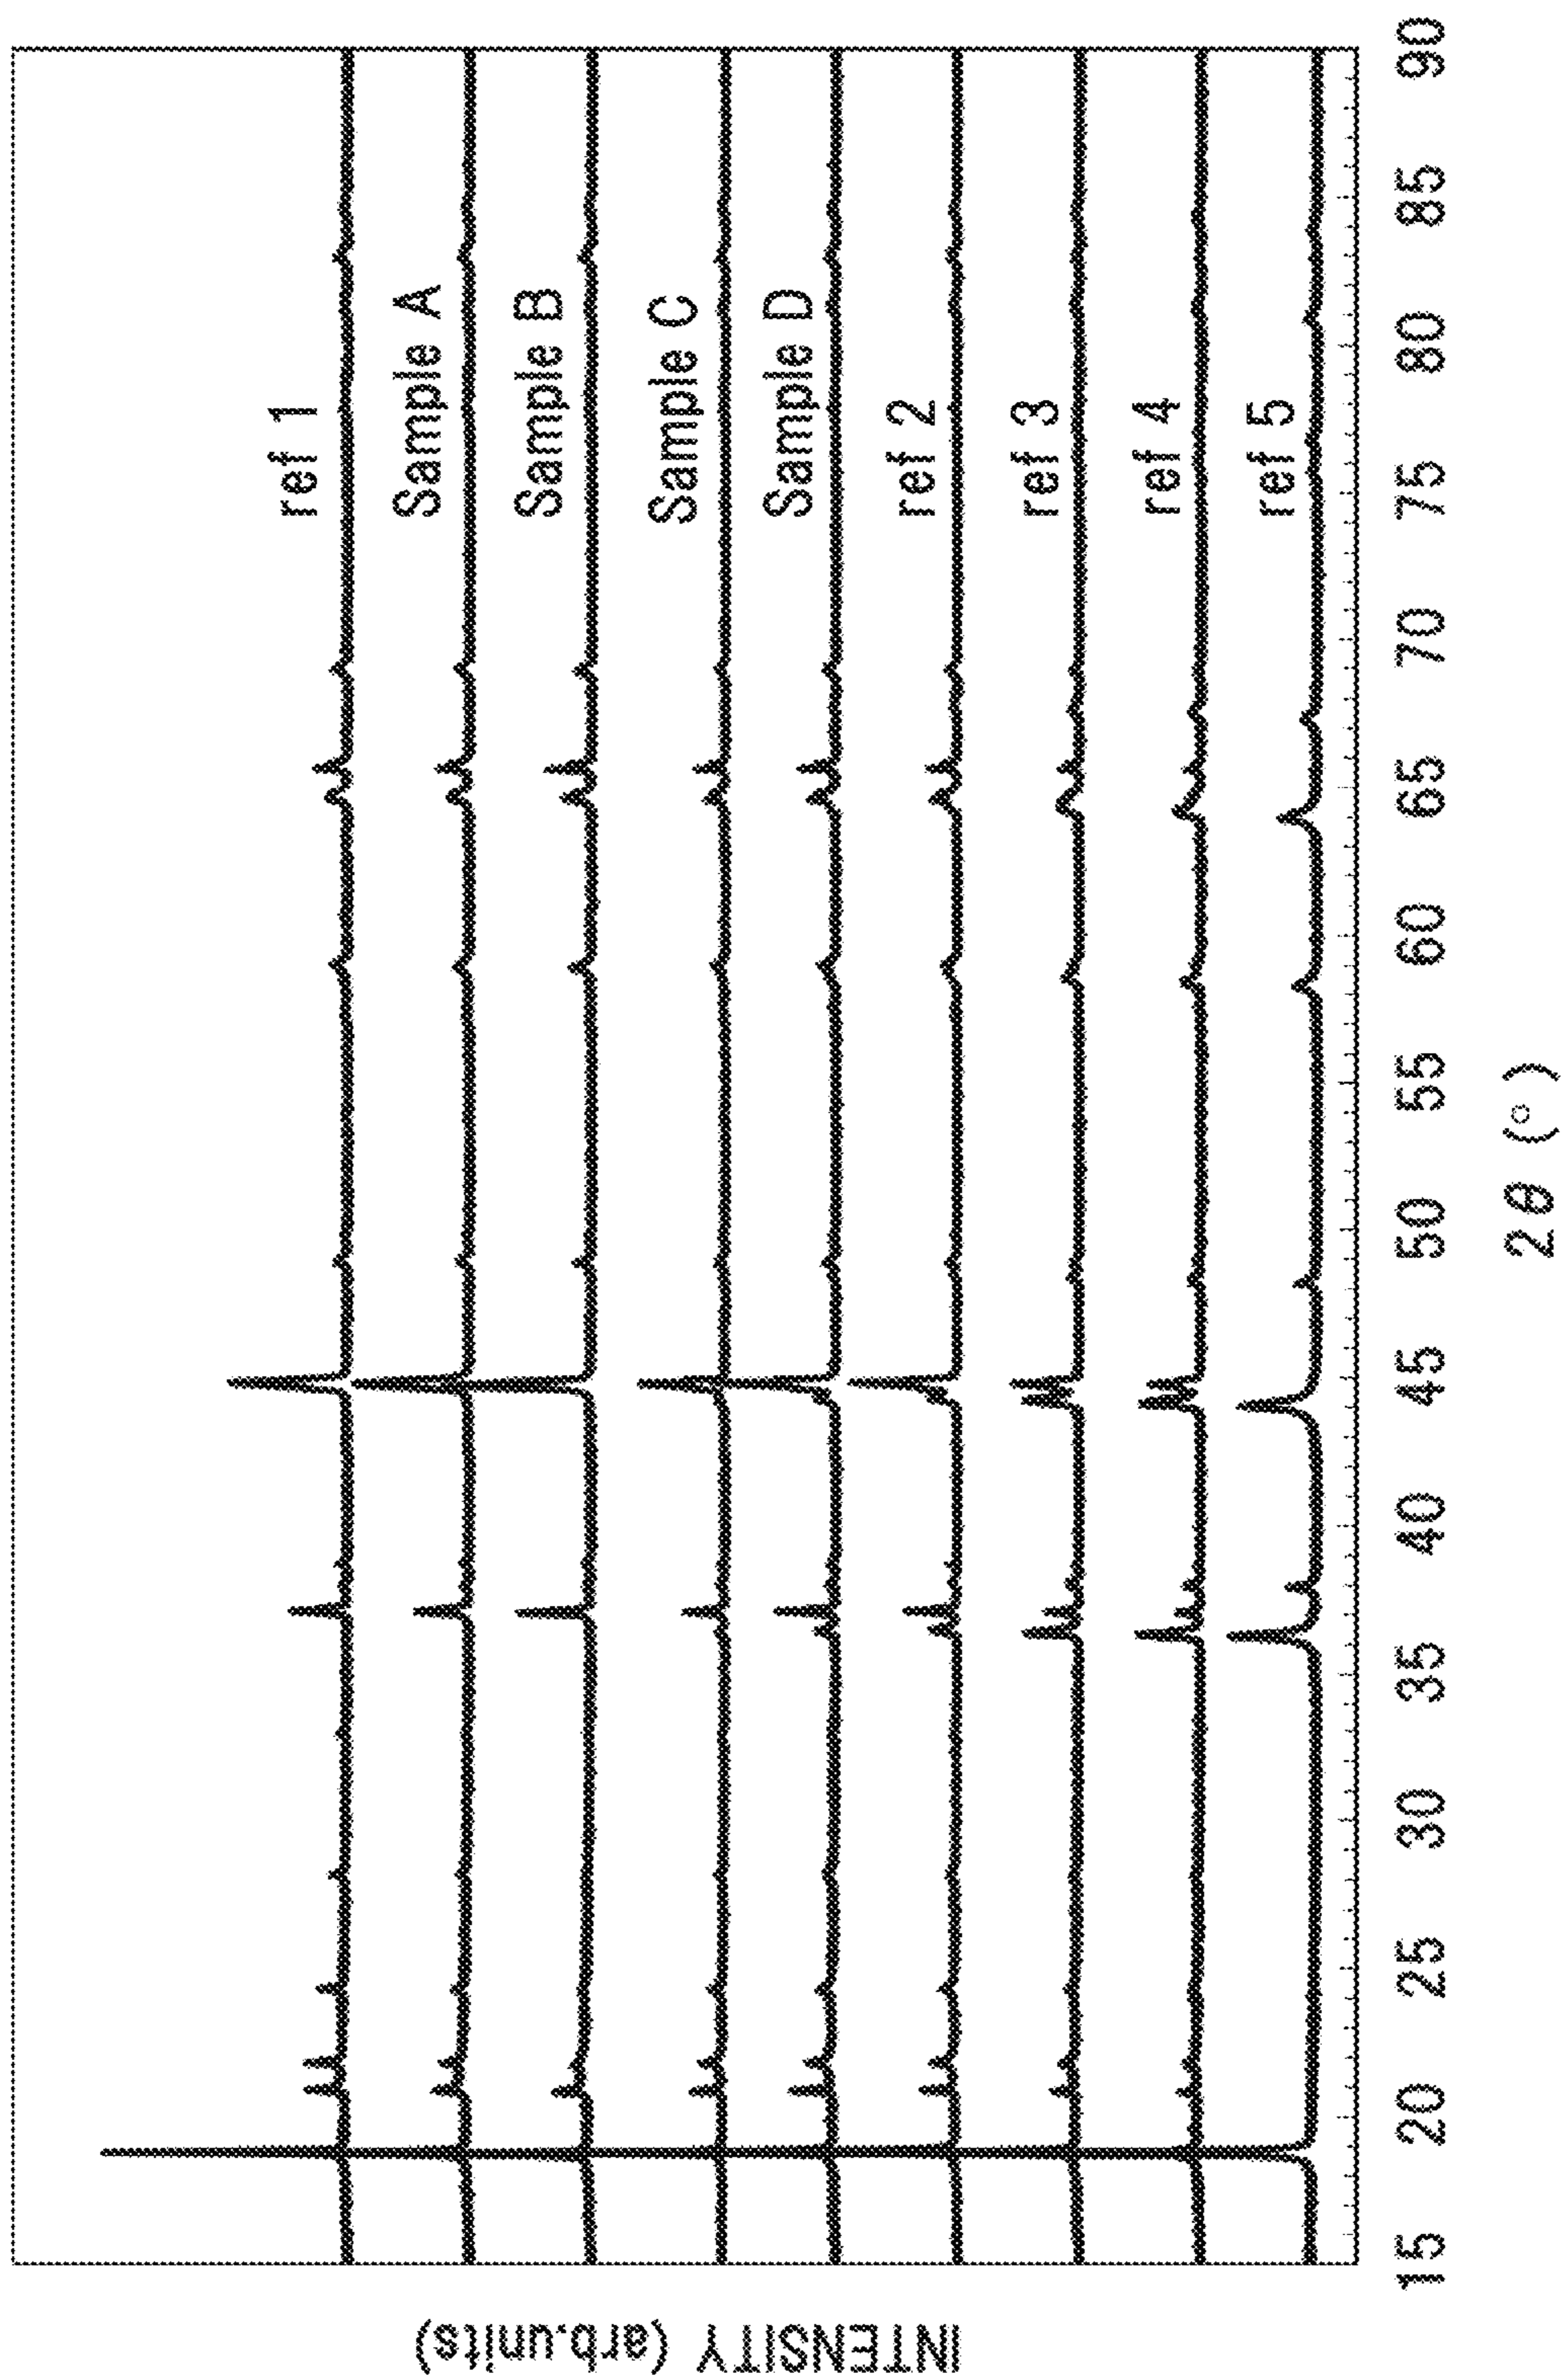 INTENSITY (arb.units)
ref 1
Sample A
Sample B
Sample C
Sample D
ref 2
ref 3
ref 4
ref 5
15 20 25 30 35 40 45 50 55 60 65 70 75 80 85 90
2θ (°)